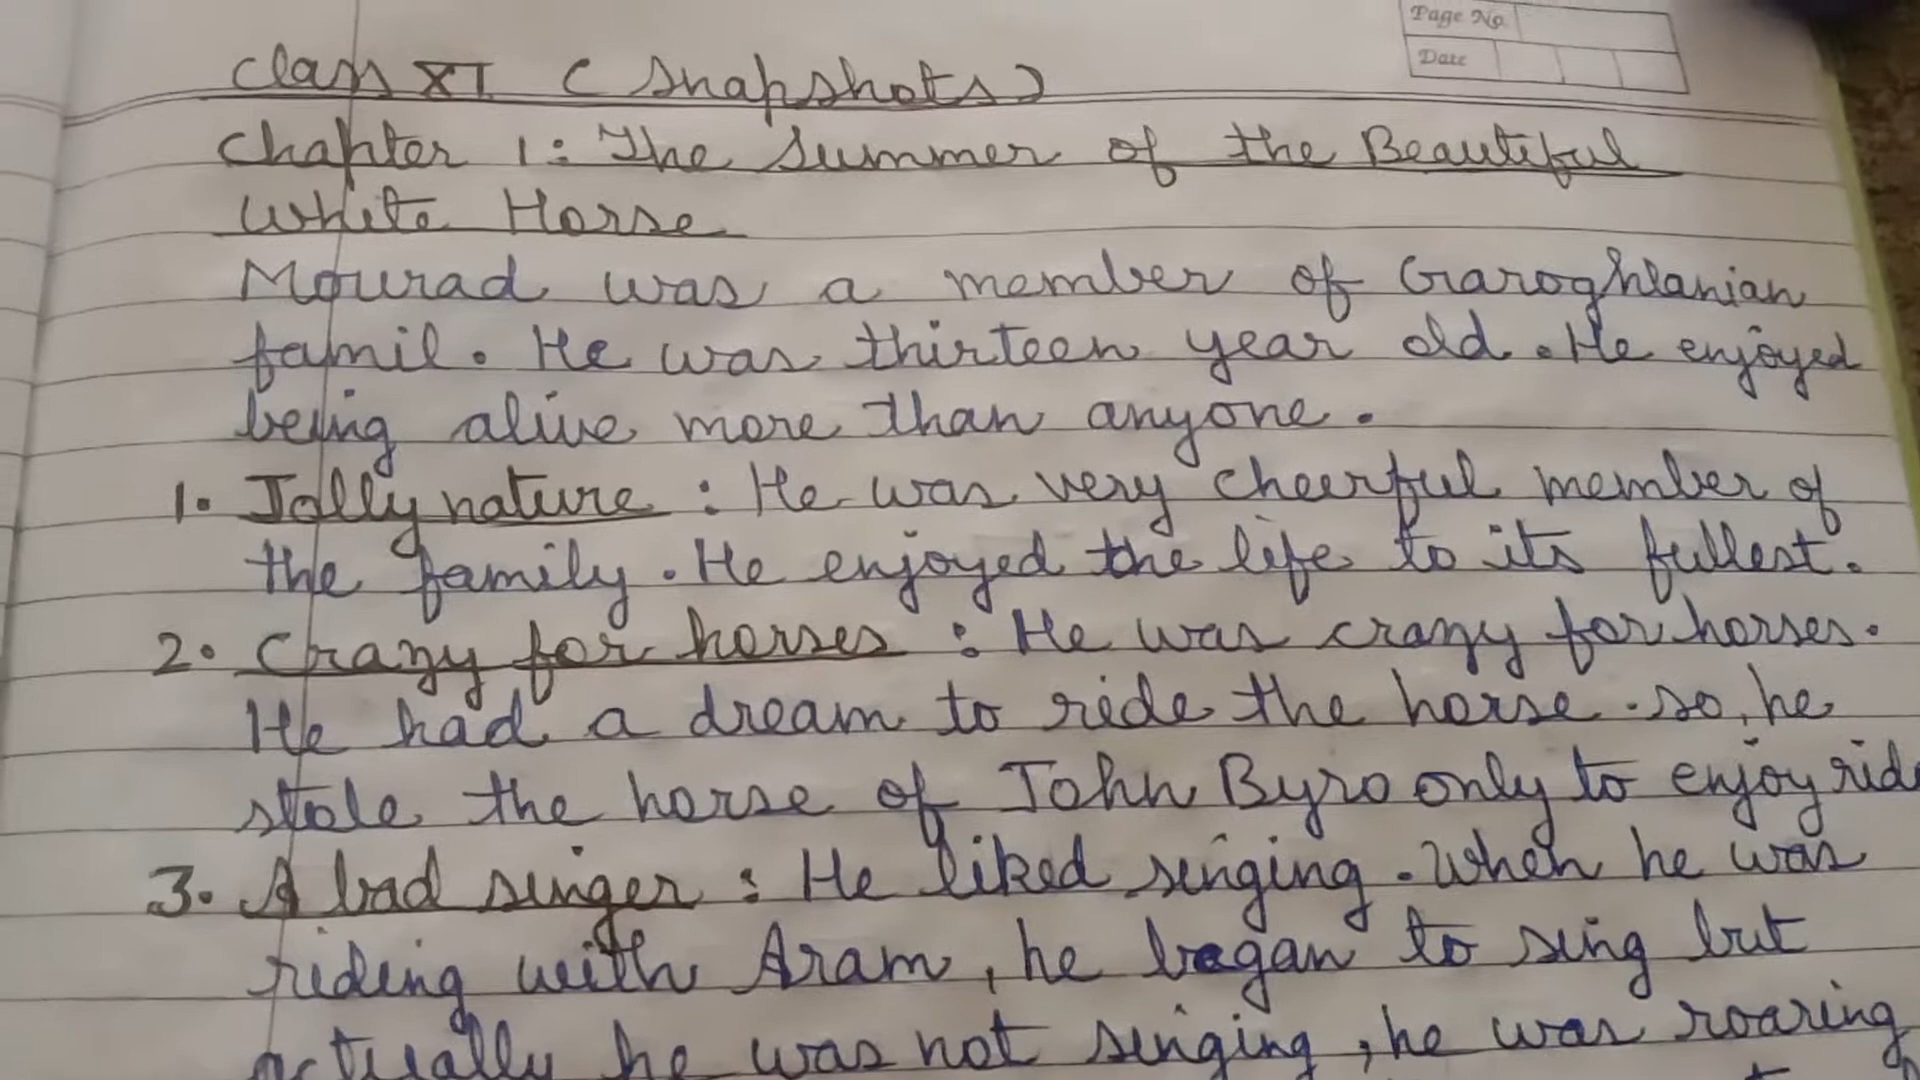 Page No.
Date
Class XI (Snapshots)
Chapter 1: The Summer of the Beautiful
White Horse
Mourad was a member of Garoghlanian
famil. He was thirteen year old. He enjoyed
being alive more than anyone.
1. Jolly nature : He was very cheerful member of
the family. He enjoyed the life to its fullest.
2. Crazy for horses : He was crazy for horses.
He had a dream to ride the horse. so, he
stole the horse of John Byro only to enjoy ride
3. A bad singer : He liked singing. When he was
riding with Aram, he began to sing but
actually he was not singing, he was roaring